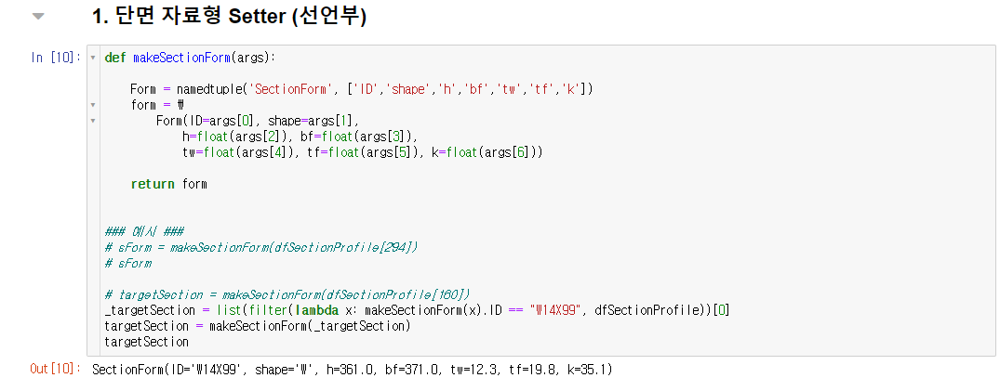 1. 단면 자료형 Setter (선언부)
In [10]:
def makeSectionForm(args):
Form = namedtuple('SectionForm', ['ID','shape','h','bf','tw','tf','k'])
form = ₩
Form(ID=args[0], shape=args[1],
h=float(args[2]), bf=float(args[3]),
tw=float(args[4]), tf=float(args[5]), k=float(args[6]))
return form
### 예시 ###
# sForm = makeSectionForm(dfSectionProfile[294])
# sForm
# targetSection = makeSectionForm(dfSectionProfile[160])
_targetSection = list(filter(lambda x: makeSectionForm(x).ID == "W14X99", dfSectionProfile))[0]
targetSection = makeSectionForm(_targetSection)
targetSection
Out[10]: SectionForm(ID='W14X99', shape='W', h=361.0, bf=371.0, tw=12.3, tf=19.8, k=35.1)